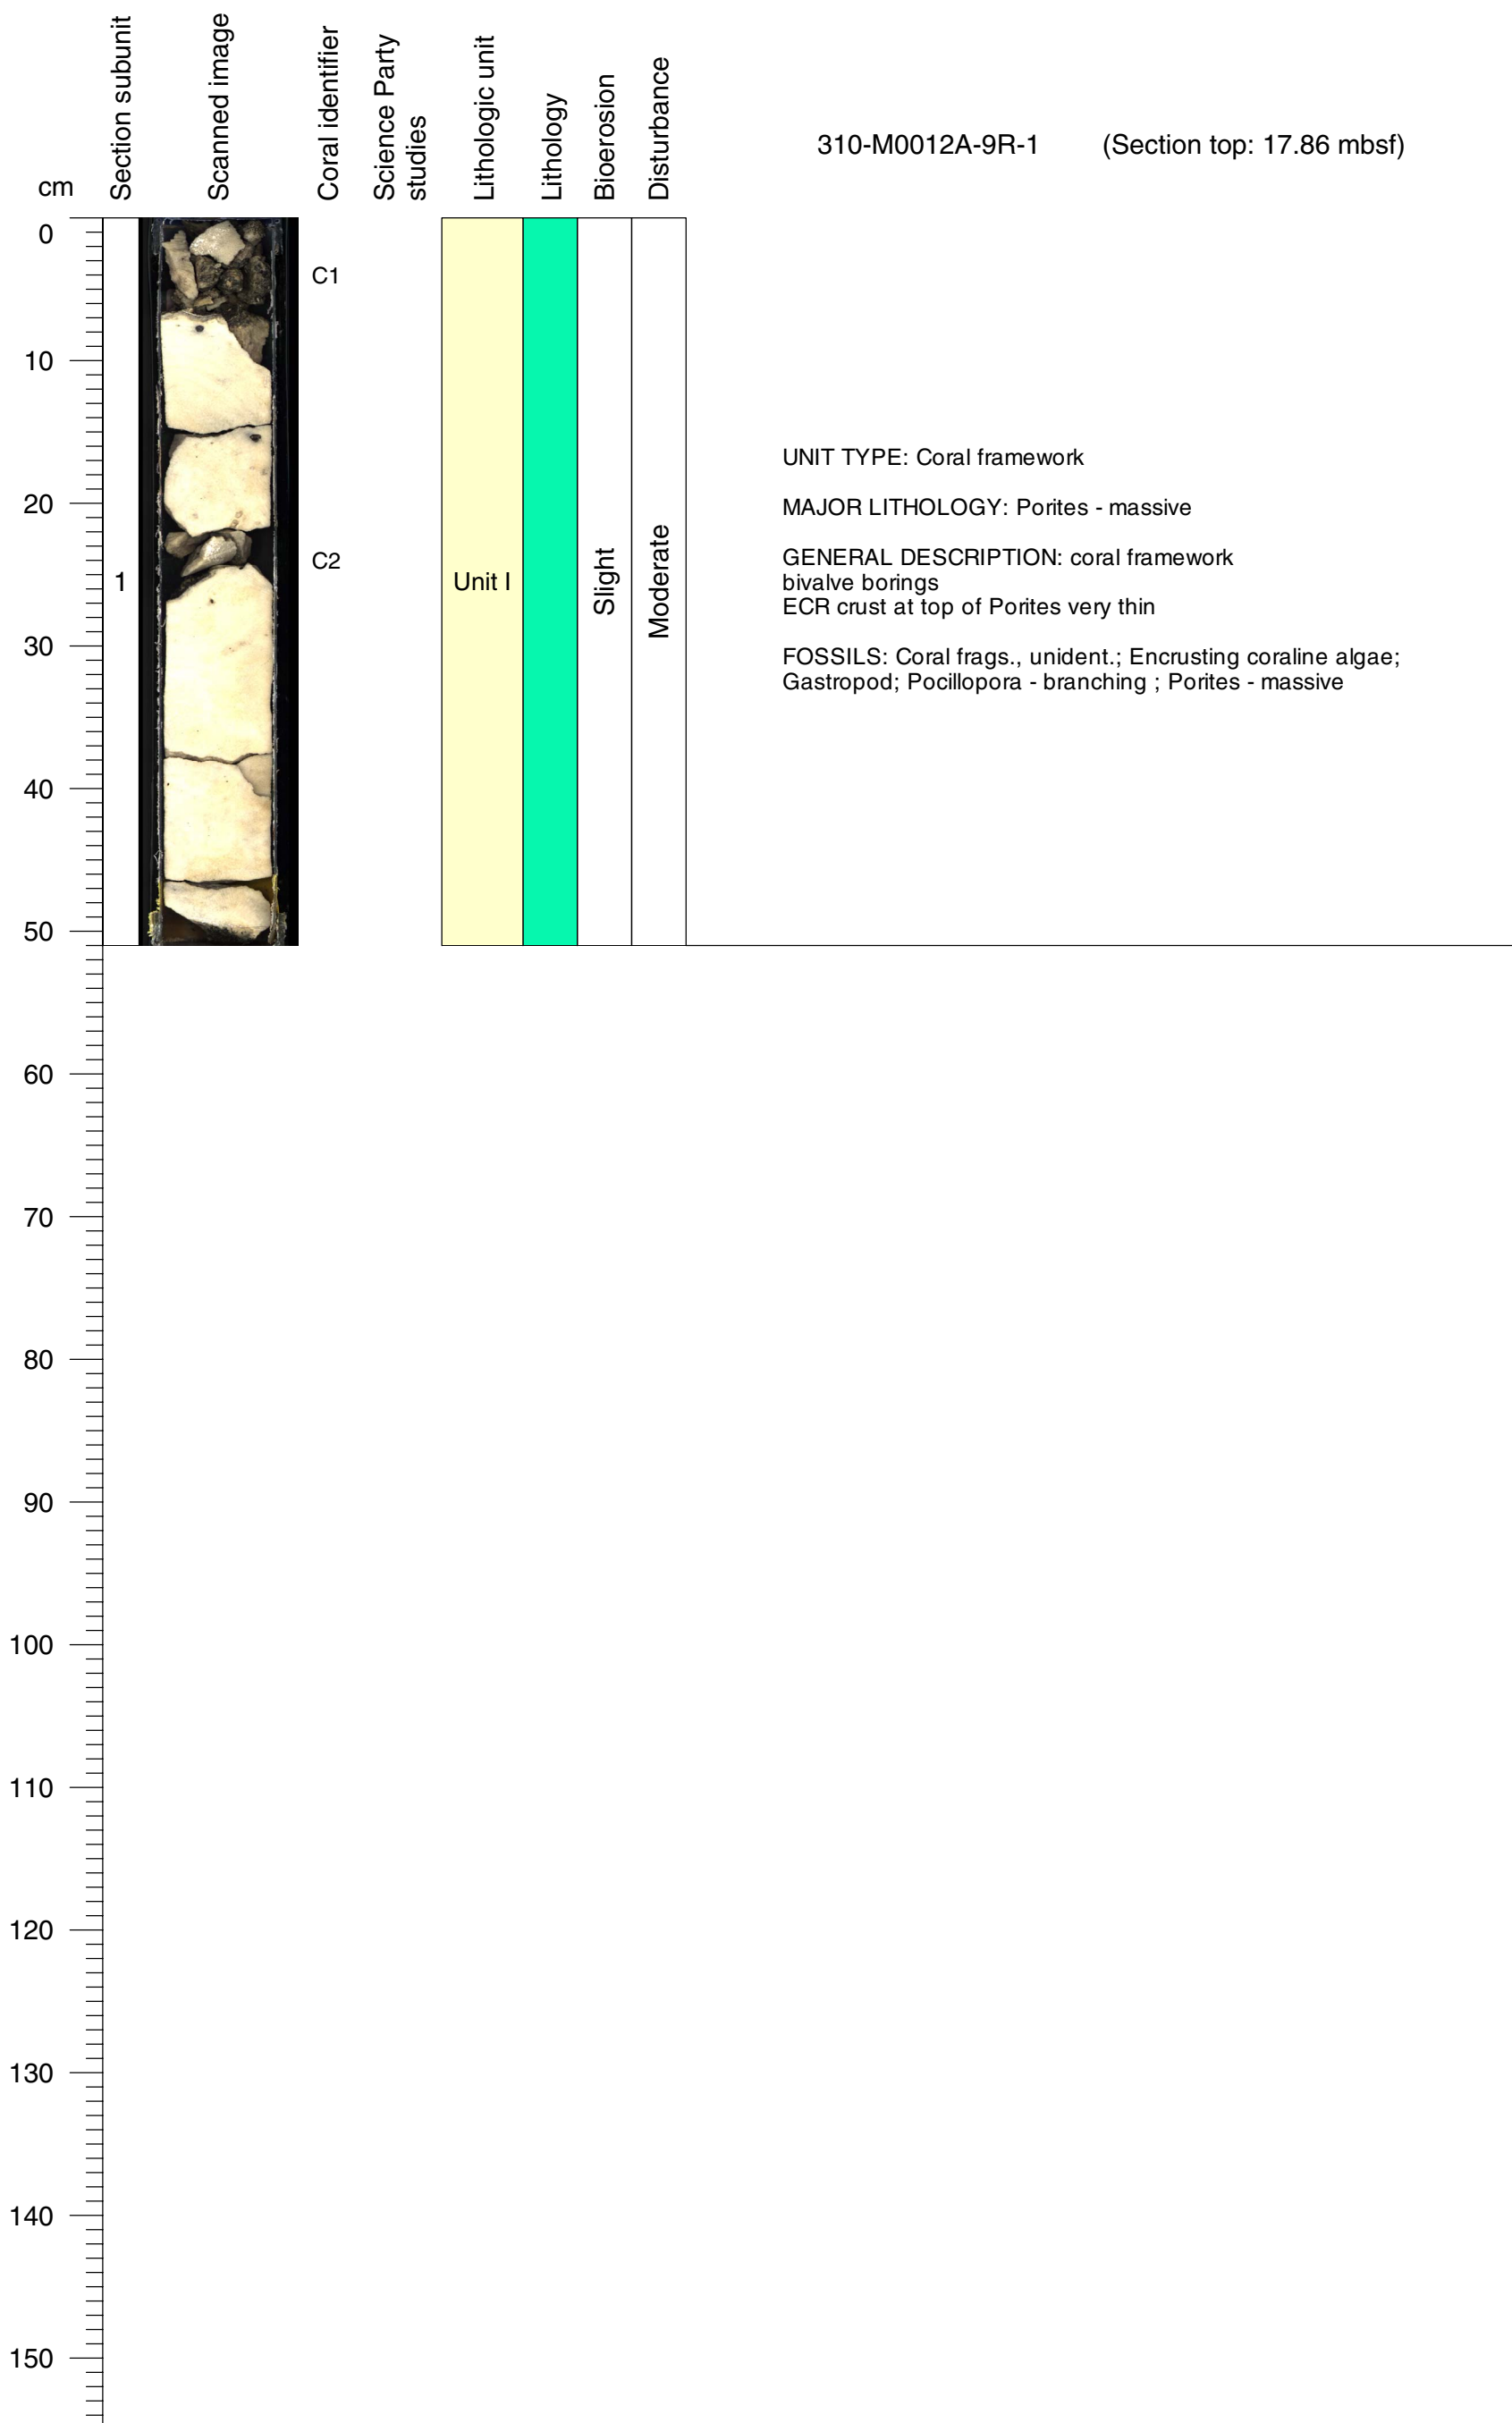 Section subunit
Scanned image
Coral identifier
Science Party
studies
Lithologic unit
Lithology
Bioerosion
Disturbance
310-M0012A-9R-1 (Section top: 17.86 mbsf)
cm
0
C1
10
UNIT TYPE: Coral framework
20
MAJOR LITHOLOGY: Porites - massive
C2
GENERAL DESCRIPTION: coral framework
1
Unit I
Slight
Moderate
bivalve borings
ECR crust at top of Porites very thin
30
FOSSILS: Coral frags., unident.; Encrusting coraline algae;
Gastropod; Pocillopora - branching ; Porites - massive
40
50
60
70
80
90
100
110
120
130
140
150